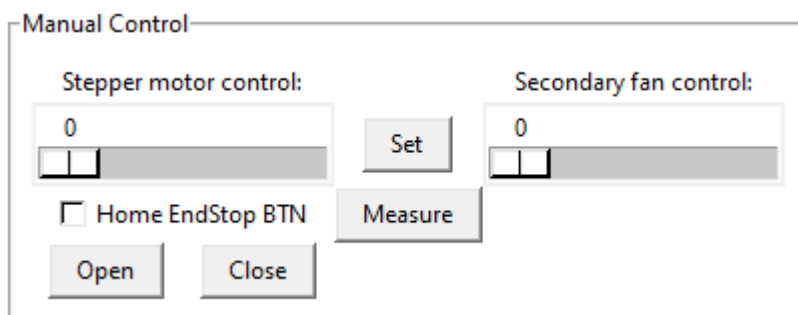 Manual Control
Stepper motor control:
Secondary fan control:
0
0
Set
Home EndStop BTN
Measure
Open
Close